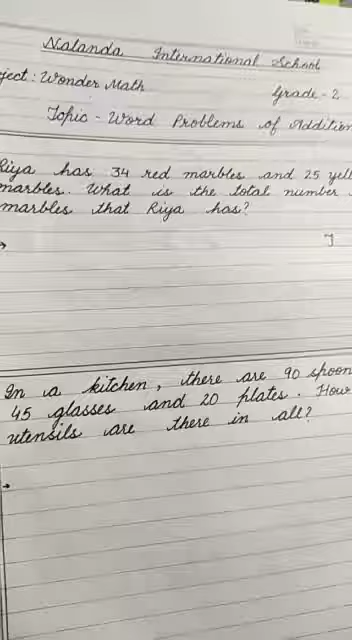 Nalanda International School
ject : Wonder Math Grade - 2
Topic - Word Problems of Addition
Riya has 34 red marbles and 25 yell
marbles. What is the total number
marbles that Riya has?
In a kitchen, there are 90 spoon
45 glasses and 20 plates. How
utensils are there in all?